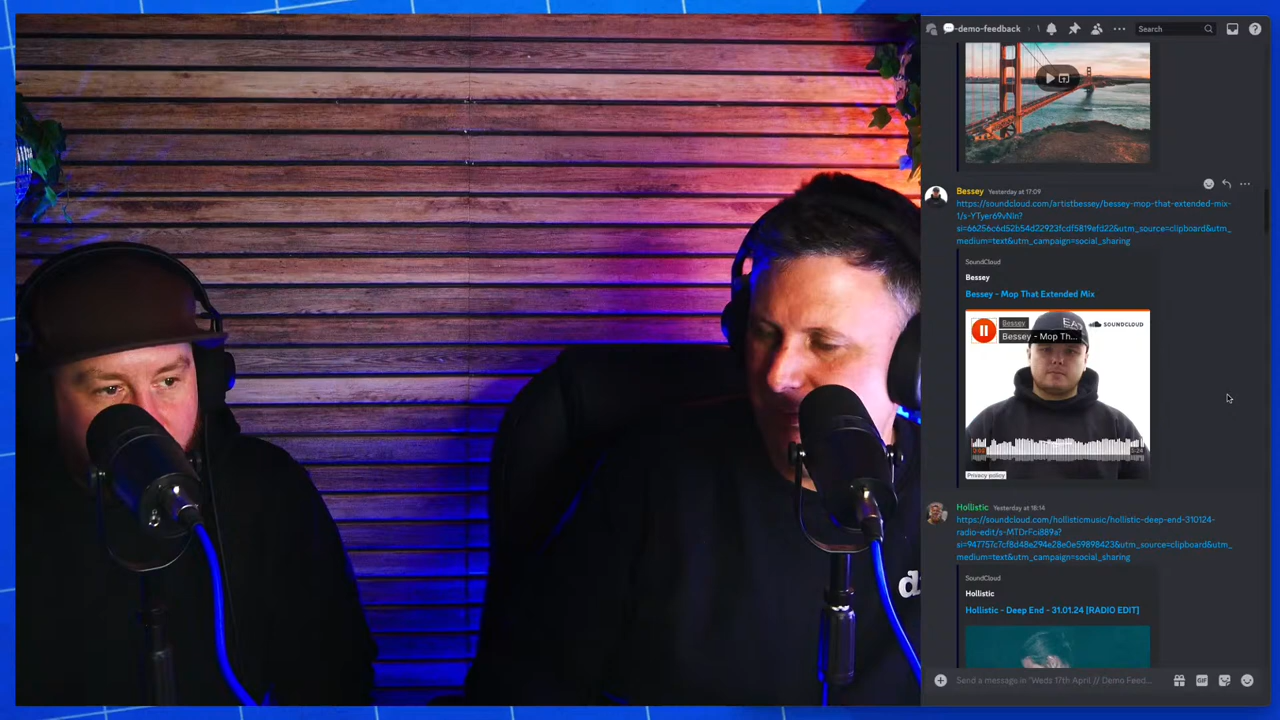 -demo-feedback
Search
Bessey Yesterday at 17:09
https://soundcloud.com/artistbessey/bessey-mop-that-extended-mix-
1/s-YTyer69vNln?
si=66256c6d52b54d22923fcdf5819efd22&utm_source=clipboard&utm_
medium=text&utm_campaign=social_sharing
SoundCloud
Bessey
Bessey - Mop That Extended Mix
Bessey
SOUNDCLOUD
Bessey - Mop Th...
Privacy policy
Hollistic Yesterday at 18:14
https://soundcloud.com/hollisticmusic/hollistic-deep-end-310124-
radio-edit/s-MTDrFci889a?
si=947757c7cf8d48e294e28e0e59898423&utm_source=clipboard&utm_
medium=text&utm_campaign=social_sharing
SoundCloud
Hollistic
Hollistic - Deep End - 31.01.24 [RADIO EDIT]
Send a message in "Weds 17th April // Demo Feed...
GIF